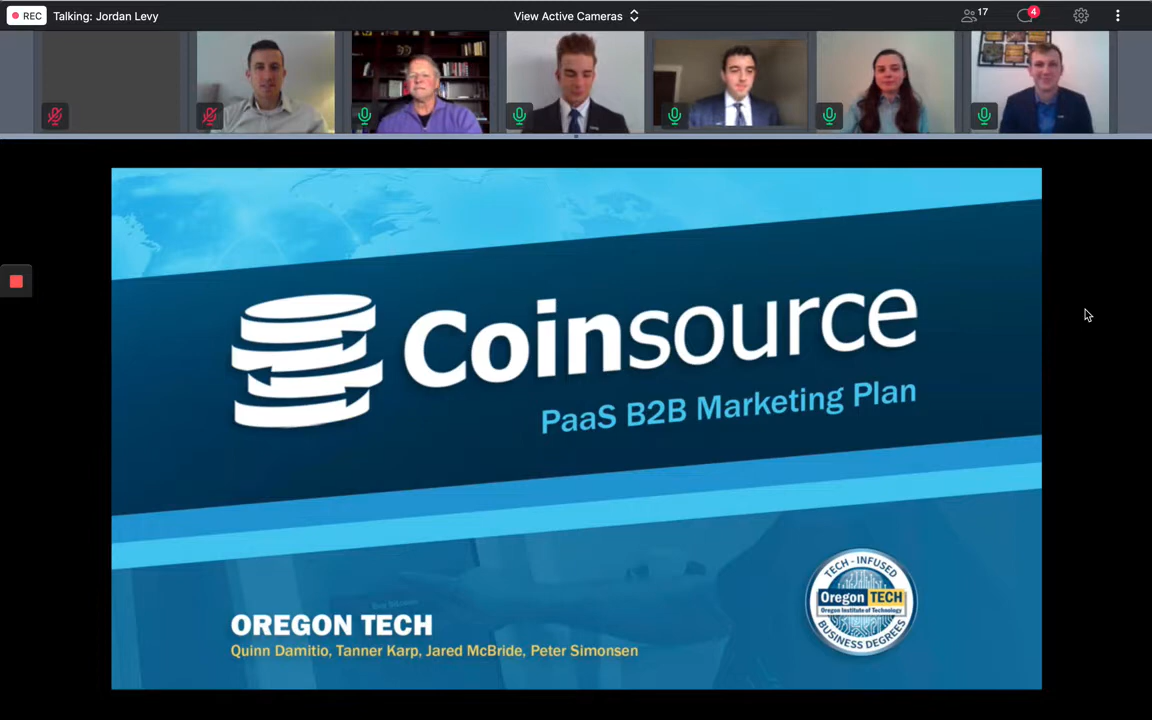 REC
Talking: Jordan Levy
View Active Cameras
17
4
Coinsource
PaaS B2B Marketing Plan
OREGON TECH
Quinn Damitio, Tanner Karp, Jared McBride, Peter Simonsen
TECH - INFUSED
Oregon TECH
Oregon Institute of Technology
BUSINESS DEGREES